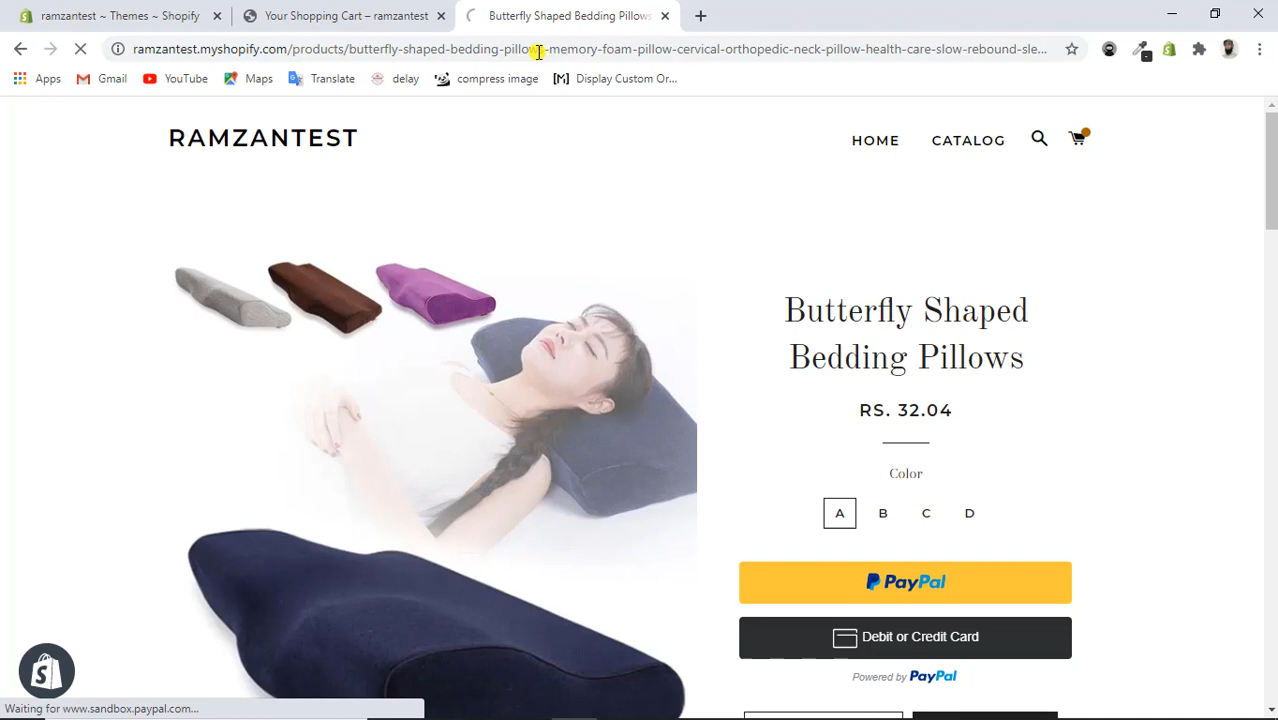 ramzantest ~ Themes ~ Shopify
Your Shopping Cart – ramzantest
Butterfly Shaped Bedding Pillows
ramzantest.myshopify.com/products/butterfly-shaped-bedding-pillows-memory-foam-pillow-cervical-orthopedic-neck-pillow-health-care-slow-rebound-sle...
Apps
Gmail
YouTube
Maps
Translate
delay
compress image
Display Custom Or...
RAMZANTEST
HOME
CATALOG
Butterfly Shaped
Bedding Pillows
RS. 32.04
Color
A B C D
PayPal
Debit or Credit Card
Powered by PayPal
Waiting for www.sandbox.paypal.com...